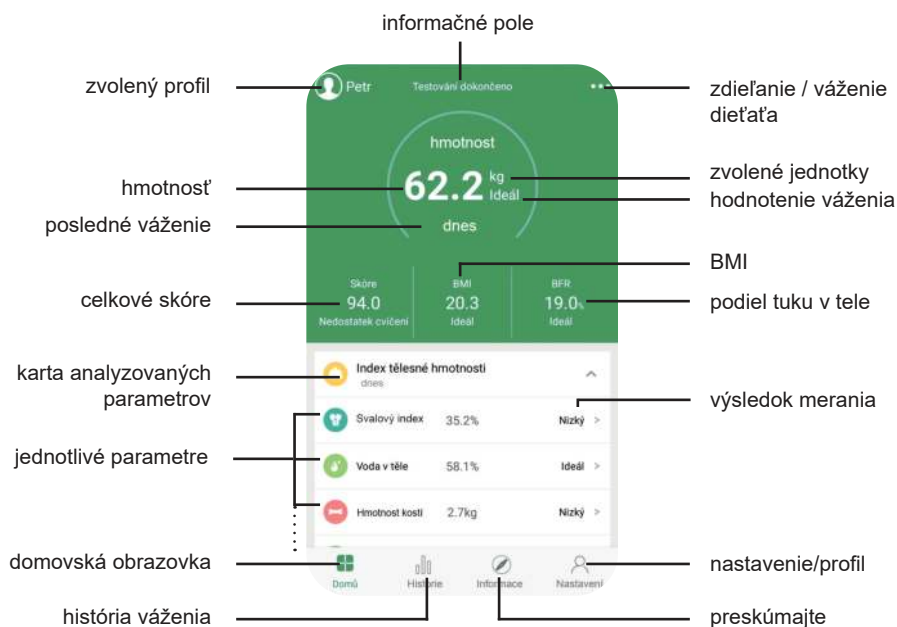 informačné pole
zvolený profil
Petr
Testování dokončeno
zdieľanie / váženie
dieťaťa
hmotnost
hmotnosť
62.2 kg
Ideál
zvolené jednotky
hodnotenie váženia
posledné váženie
dnes
BMI
celkové skóre
Skóre
94.0
Nedostatek cvičení
BMI
20.3
Ideál
BFR
19.0%
Ideál
podiel tuku v tele
karta analyzovaných
parametrov
Index tělesné hmotnosti
dnes
výsledok merania
Svalový index 35.2% Nizký >
jednotlivé parametre
Voda v těle 58.1% Ideál >
Hmotnost kosti 2.7kg Nizký >
domovská obrazovka
nastavenie/profil
Domů Historie Informace Nastavení
história váženia
preskúmajte